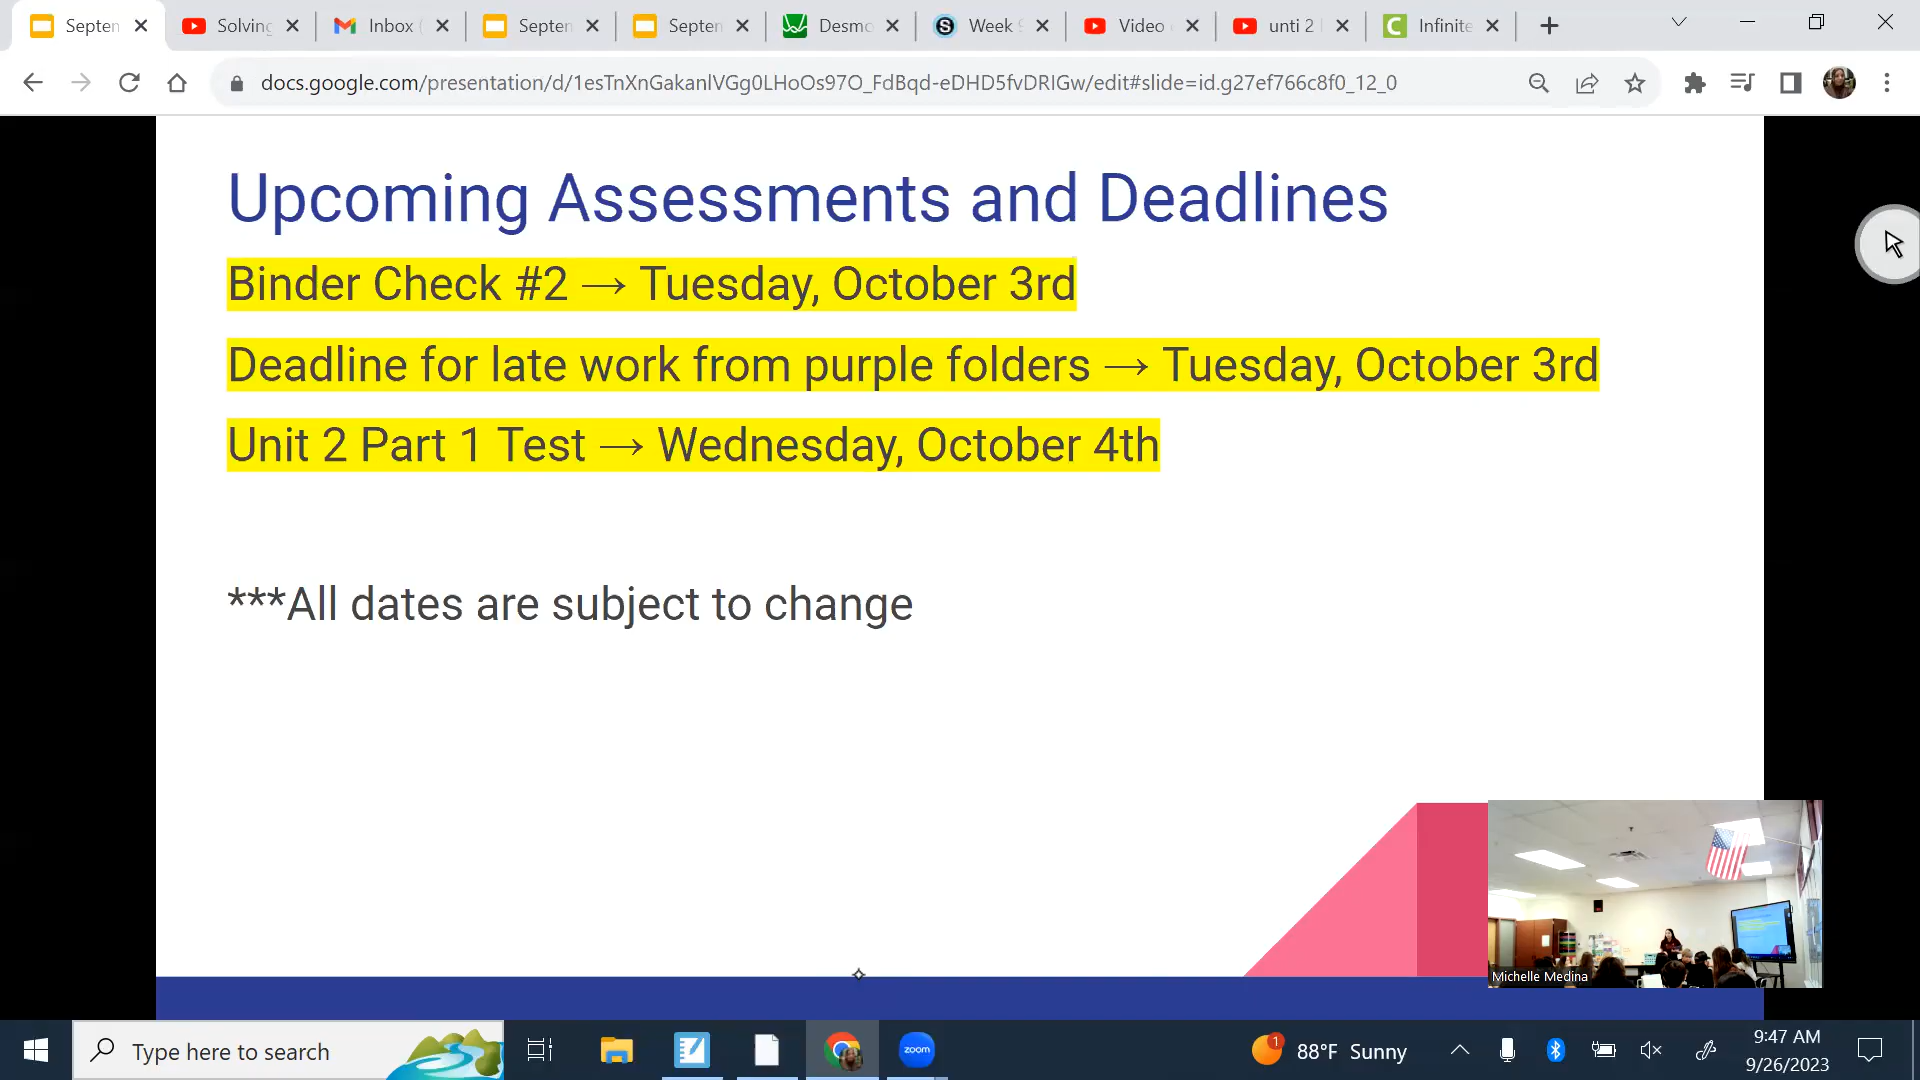 Septen
Solving
Inbox (
Septen
Septen
Desmo
Week 9
Video
unti 2
Infinite
docs.google.com/presentation/d/1esTnXnGakanlVGg0LHoOs97O_FdBqd-eDHD5fvDRIGw/edit#slide=id.g27ef766c8f0_12_0
Upcoming Assessments and Deadlines
Binder Check #2 → Tuesday, October 3rd
Deadline for late work from purple folders → Tuesday, October 3rd
Unit 2 Part 1 Test → Wednesday, October 4th
***All dates are subject to change
Michelle Medina
Type here to search
zoom
1
88°F Sunny
9:47 AM
9/26/2023